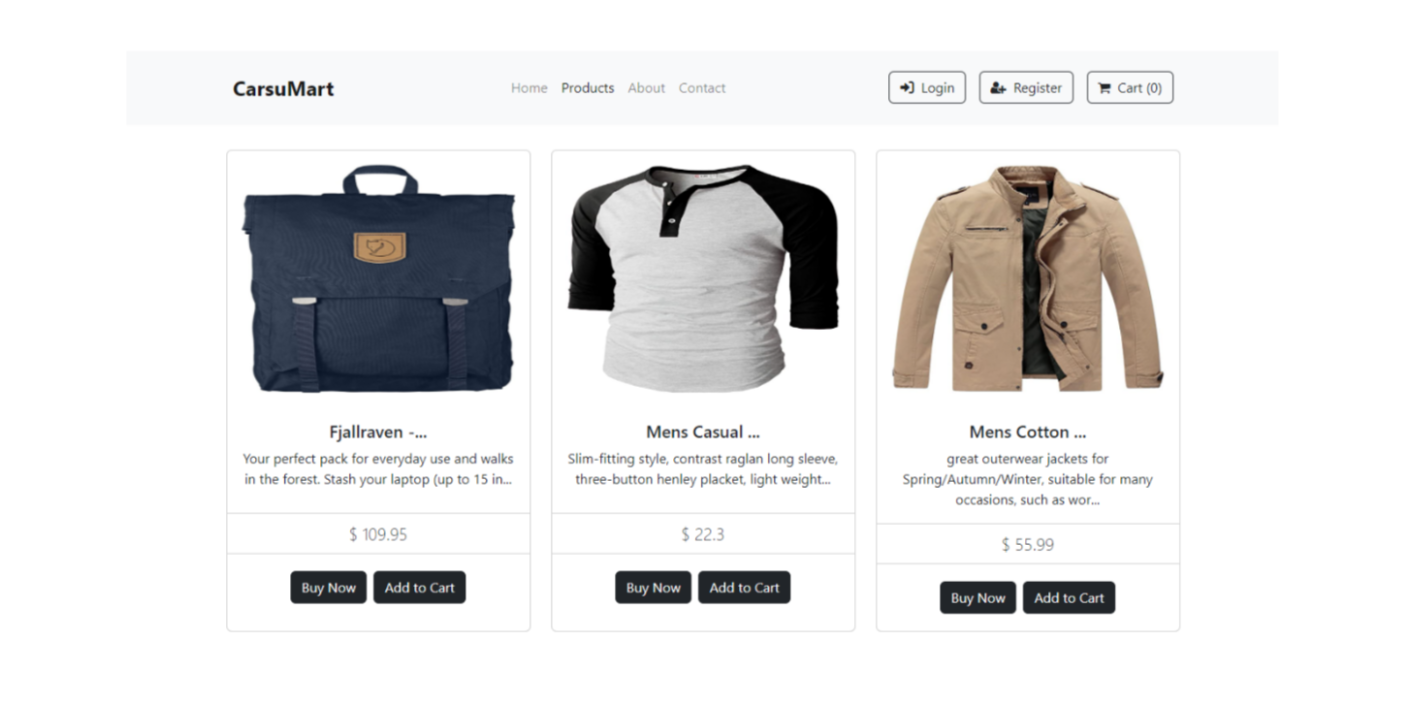 CarsuMart
Home Products About Contact
Login Register Cart (0)
Fjallraven -...
Your perfect pack for everyday use and walks
in the forest. Stash your laptop (up to 15 in...
$ 109.95
Buy Now Add to Cart
Mens Casual ...
Slim-fitting style, contrast raglan long sleeve,
three-button henley placket, light weight...
$ 22.3
Buy Now Add to Cart
Mens Cotton ...
great outerwear jackets for
Spring/Autumn/Winter, suitable for many
occasions, such as wor...
$ 55.99
Buy Now Add to Cart